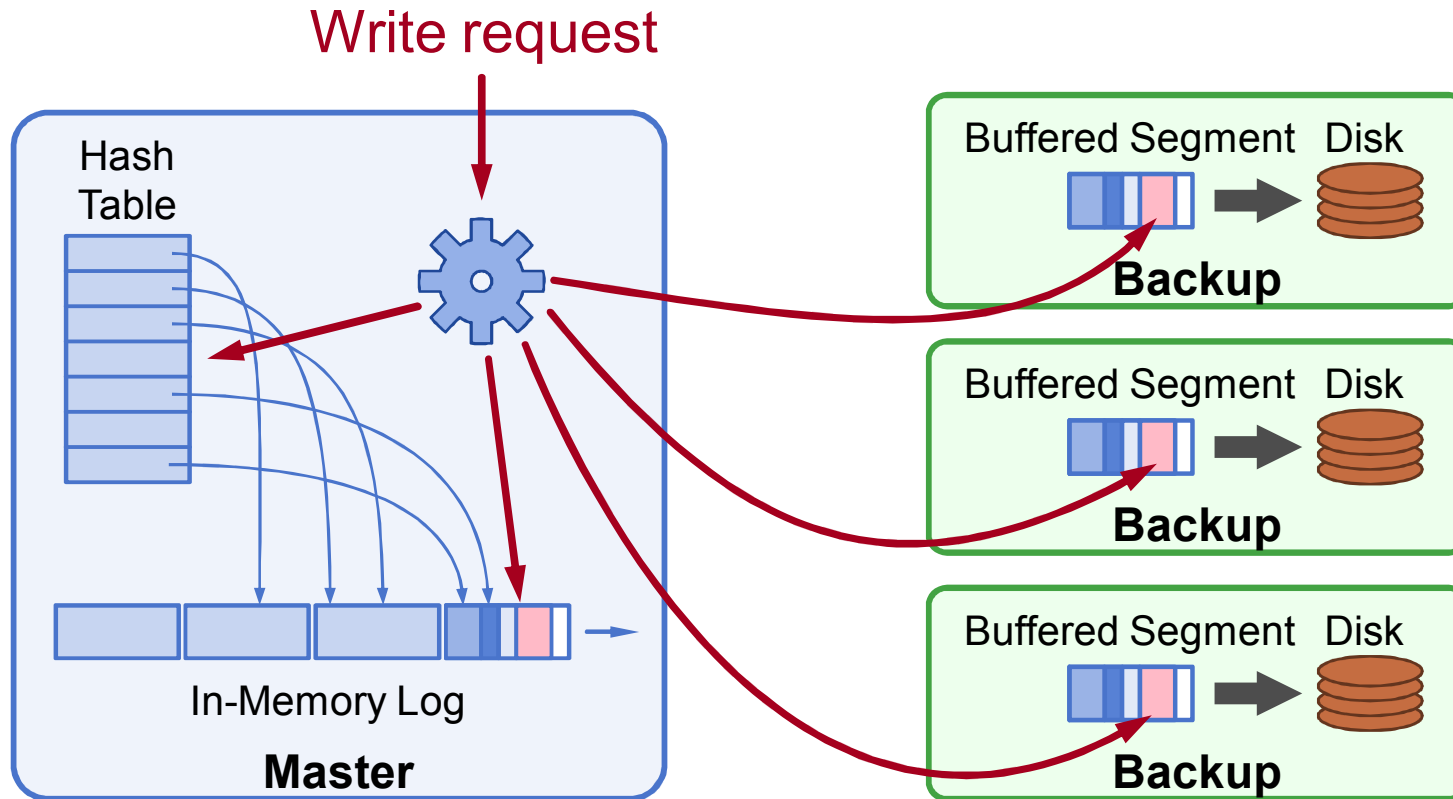 Write request
Hash
Table
In-Memory Log
Master
Buffered Segment Disk
Backup
Buffered Segment Disk
Backup
Buffered Segment Disk
Backup